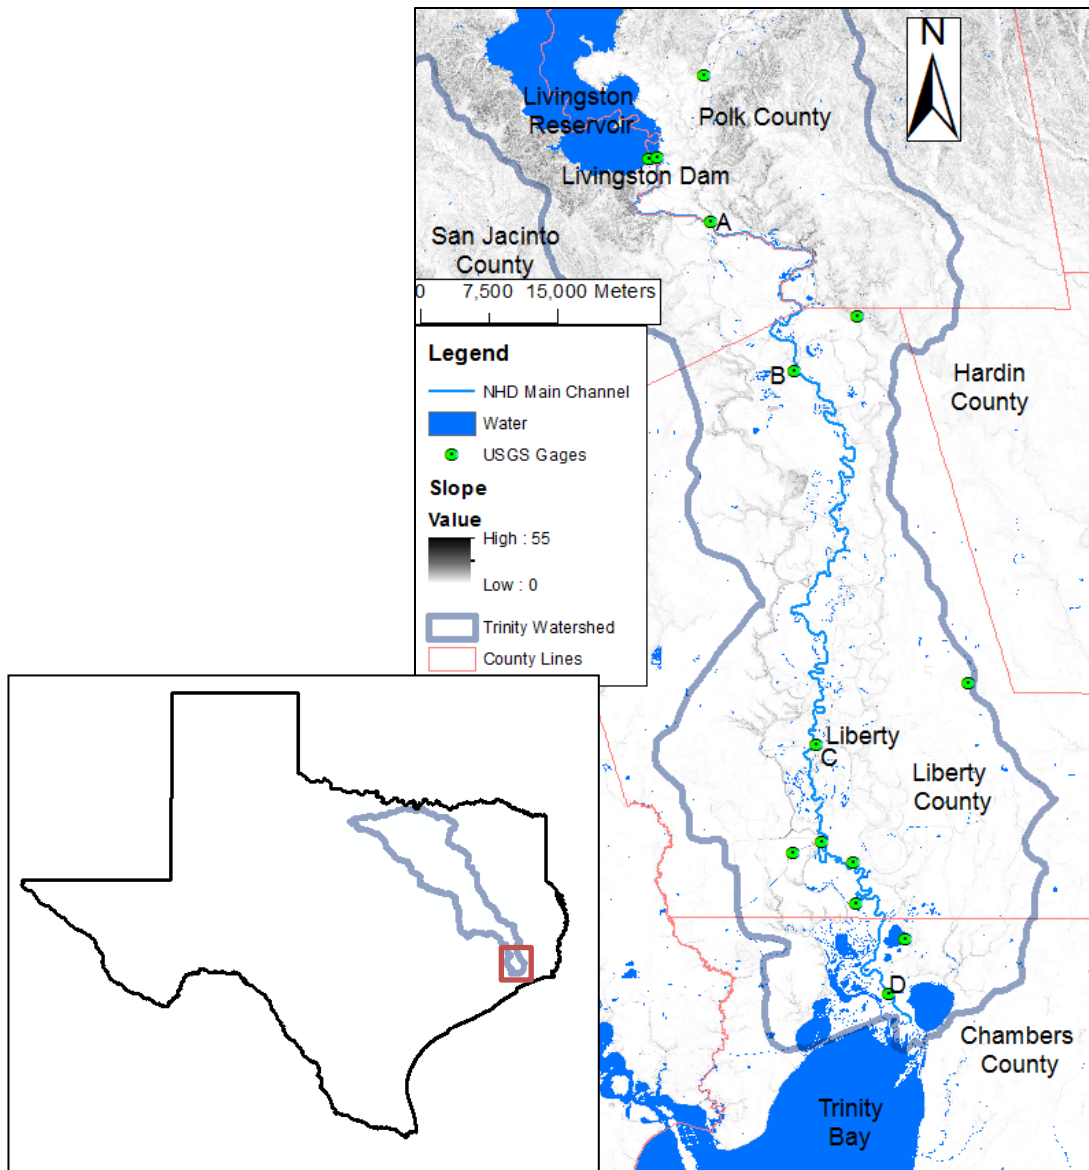 N
Livingston
Reservoir
Polk County
Livingston Dam
A
San Jacinto
County
0 7,500 15,000 Meters
Legend
NHD Main Channel
Water
USGS Gages
Slope
Value
High : 55
Low : 0
Trinity Watershed
County Lines
B
Hardin
County
Liberty
C
Liberty
County
D
Chambers
County
Trinity
Bay